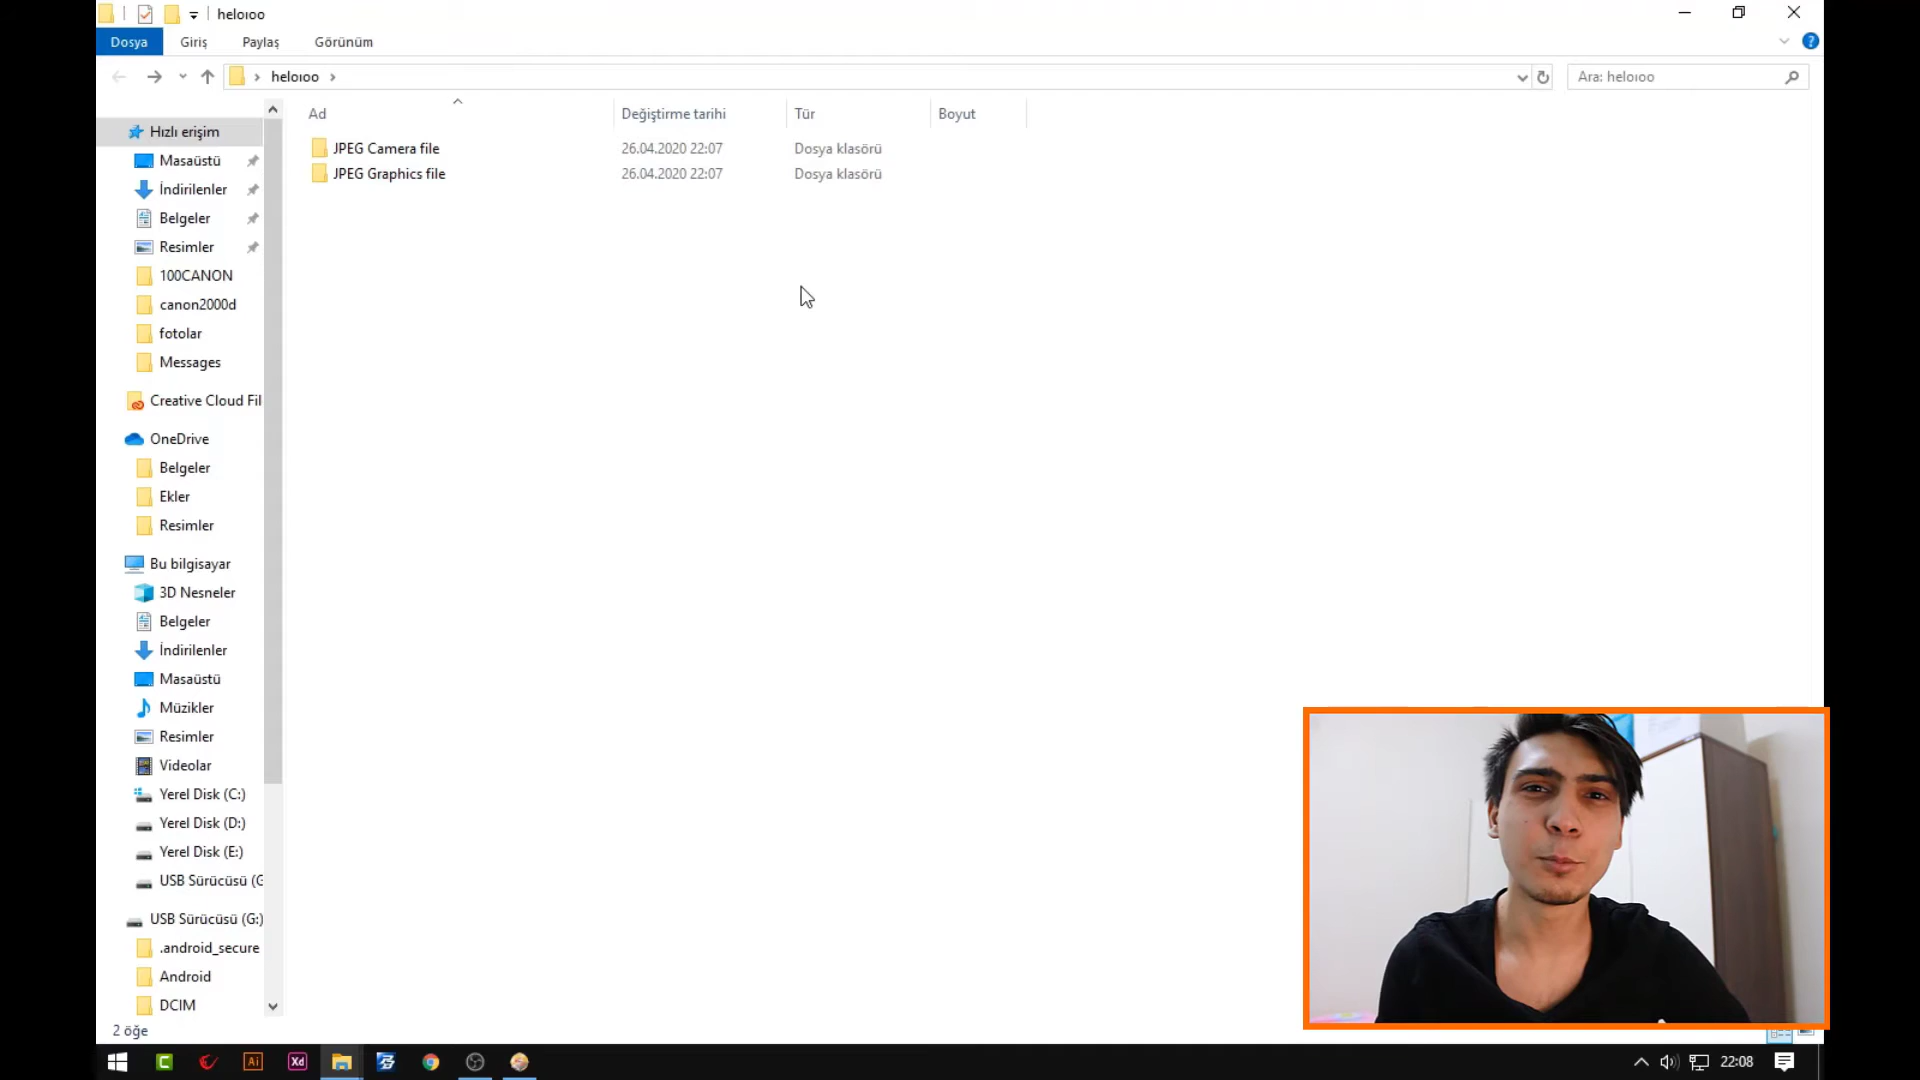 heloıoo
Dosya
Giriş
Paylaş
Görünüm
?
heloıoo
Ara: heloıoo
Ad
Değiştirme tarihi
Tür
Boyut
JPEG Camera file
26.04.2020 22:07
Dosya klasörü
JPEG Graphics file
26.04.2020 22:07
Dosya klasörü
Hızlı erişim
Masaüstü
İndirilenler
Belgeler
Resimler
100CANON
canon2000d
fotolar
Messages
Creative Cloud Fil
OneDrive
Belgeler
Ekler
Resimler
Bu bilgisayar
3D Nesneler
Belgeler
İndirilenler
Masaüstü
Müzikler
Resimler
Videolar
Yerel Disk (C:)
Yerel Disk (D:)
Yerel Disk (E:)
USB Sürücüsü (G
USB Sürücüsü (G:)
.android_secure
Android
DCIM
2 öğe
Ai
Xd
22:08